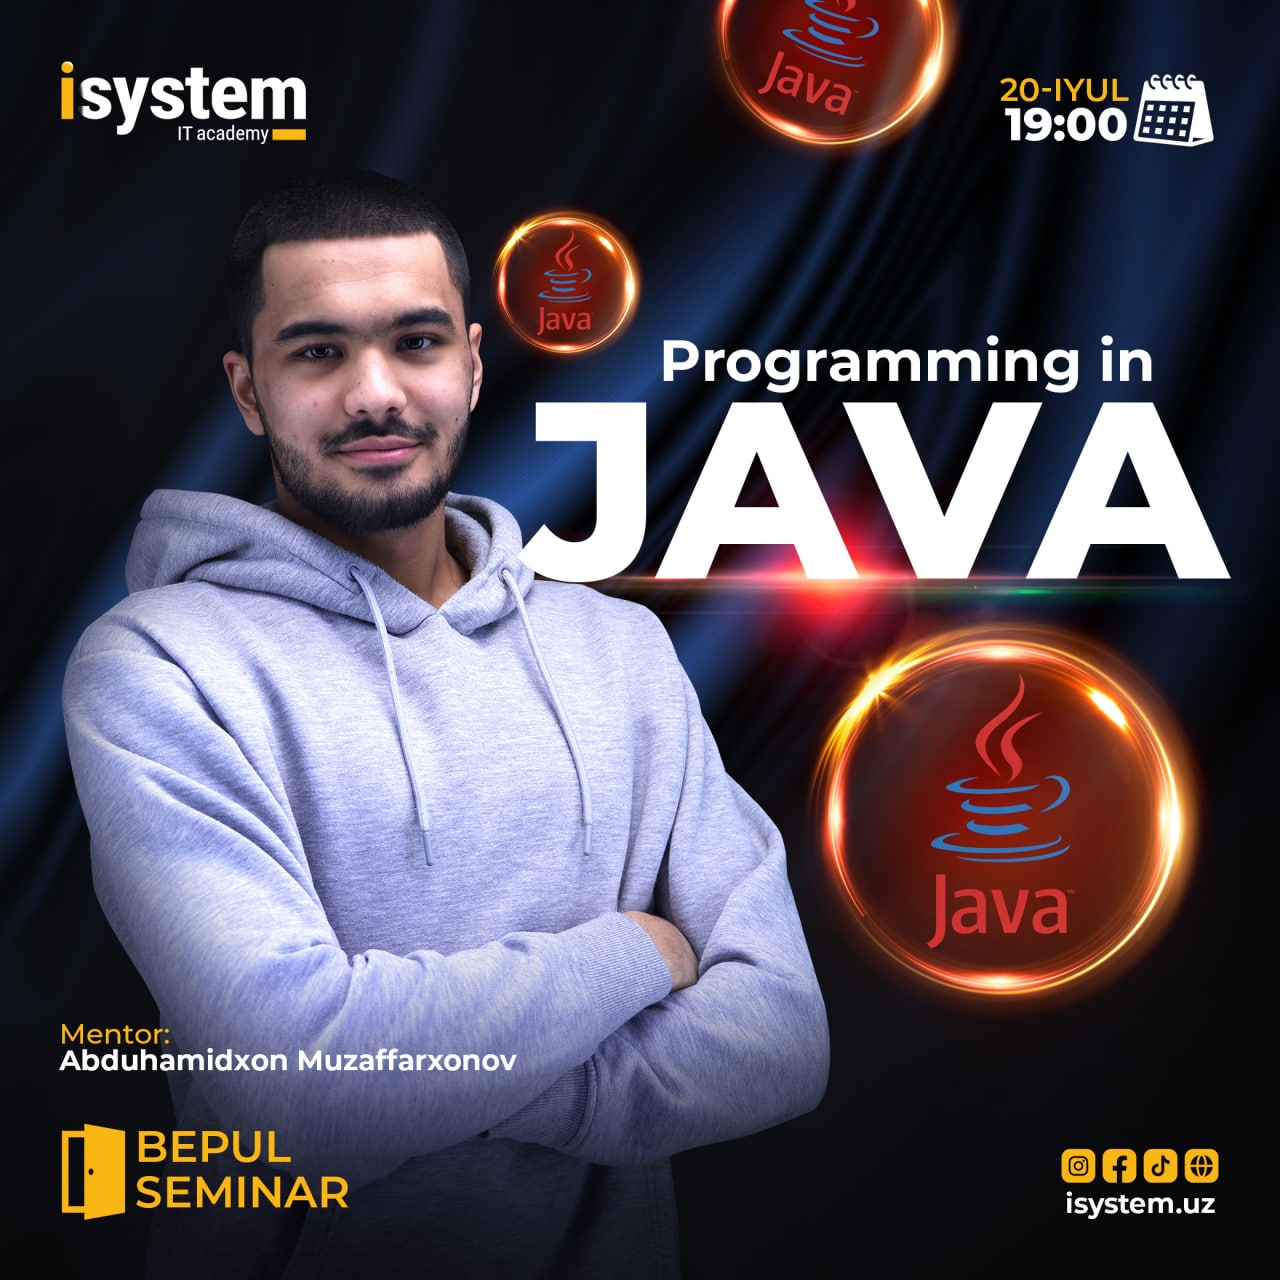 isystem
IT academy
20-IYUL
19:00
Java
Java
Programming in
JAVA
Java™
Mentor:
Abduhamidxon Muzaffarxonov
BEPUL
SEMINAR
isystem.uz